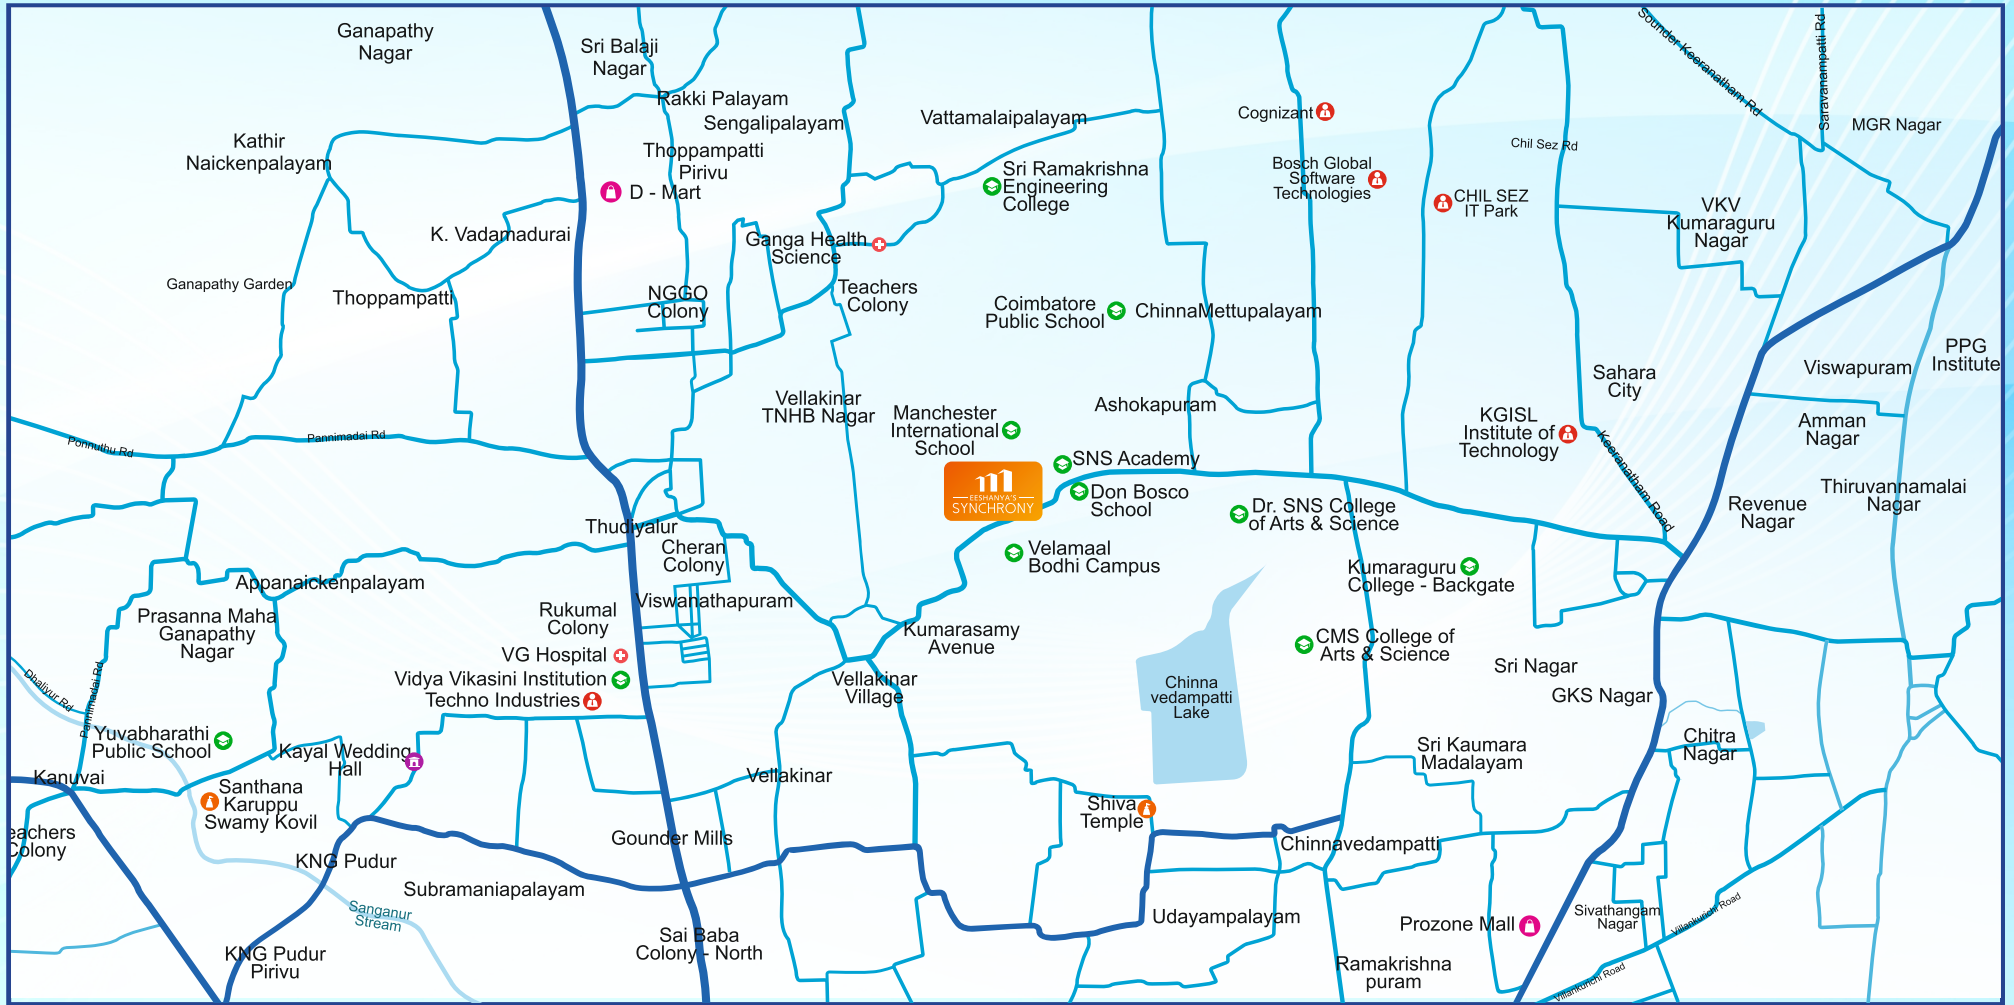 Ganapathy
Nagar
Sri Balaji
Nagar
Rakki Palayam
Sengalipalayam
Thoppampatti
Pirivu
D - Mart
Kathir
Naickenpalayam
K. Vadamadurai
Ganapathy Garden
Thoppampatti
NGGO
Colony
Ganga Health
Science
Teachers
Colony
Vattamalaipalayam
Sri Ramakrishna
Engineering
College
Coimbatore
Public School
ChinnaMettupalayam
Cognizant
Bosch Global
Software
Technologies
CHIL SEZ
IT Park
Chil Sez Rd
Sounder Keeranatham Rd
Saravanampatti Rd
MGR Nagar
VKV
Kumaraguru
Nagar
PPG
Institute
Viswapuram
Sahara
City
Amman
Nagar
KGISL
Institute of
Technology
Keeranatham Road
Revenue
Nagar
Thiruvannamalai
Nagar
Ponnuthu Rd
Pannimadai Rd
Vellakinar
TNHB Nagar
Manchester
International
School
Ashokapuram
SNS Academy
EESHANYA'S
SYNCHRONY
Don Bosco
School
Dr. SNS College
of Arts & Science
Velamaal
Bodhi Campus
Kumaraguru
College - Backgate
Thudiyalur
Cheran
Colony
Appanaickenpalayam
Viswanathapuram
Rukumal
Colony
Prasanna Maha
Ganapathy
Nagar
VG Hospital
Vidya Vikasini Institution
Techno Industries
Kumarasamy
Avenue
Vellakinar
Village
CMS College of
Arts & Science
Chinna
vedampatti
Lake
Sri Nagar
GKS Nagar
Dhaliyur Rd
Pannimadai Rd
Yuvabharathi
Public School
Kayal Wedding
Hall
Kanuvai
Santhana
Karuppu
Swamy Kovil
eachers
Colony
Vellakinar
Gounder Mills
Shiva
Temple
Sri Kaumara
Madalayam
Chitra
Nagar
Chinnavedampatti
KNG Pudur
Subramaniapalayam
Sanganur
Stream
KNG Pudur
Pirivu
Sai Baba
Colony - North
Udayampalayam
Prozone Mall
Sivathangam
Nagar
Villankurichi Road
Ramakrishna
puram
Villankurichi Road